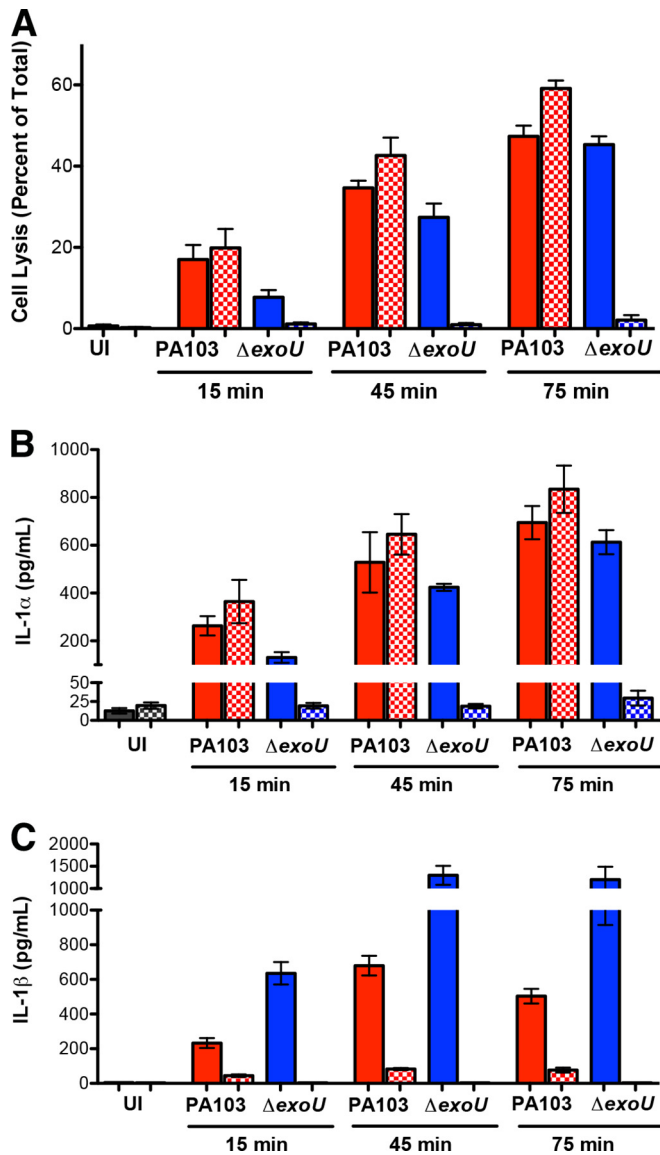 A
Cell Lysis (Percent of Total)
60
40
20
0
UI PA103 ΔexoU PA103 ΔexoU PA103 ΔexoU
15 min 45 min 75 min
B
IL-1α (pg/mL)
1000
800
600
400
200
50
25
0
UI PA103 ΔexoU PA103 ΔexoU PA103 ΔexoU
15 min 45 min 75 min
C
IL-1β (pg/mL)
2000
1500
1000
1000
800
600
400
200
0
UI PA103 ΔexoU PA103 ΔexoU PA103 ΔexoU
15 min 45 min 75 min